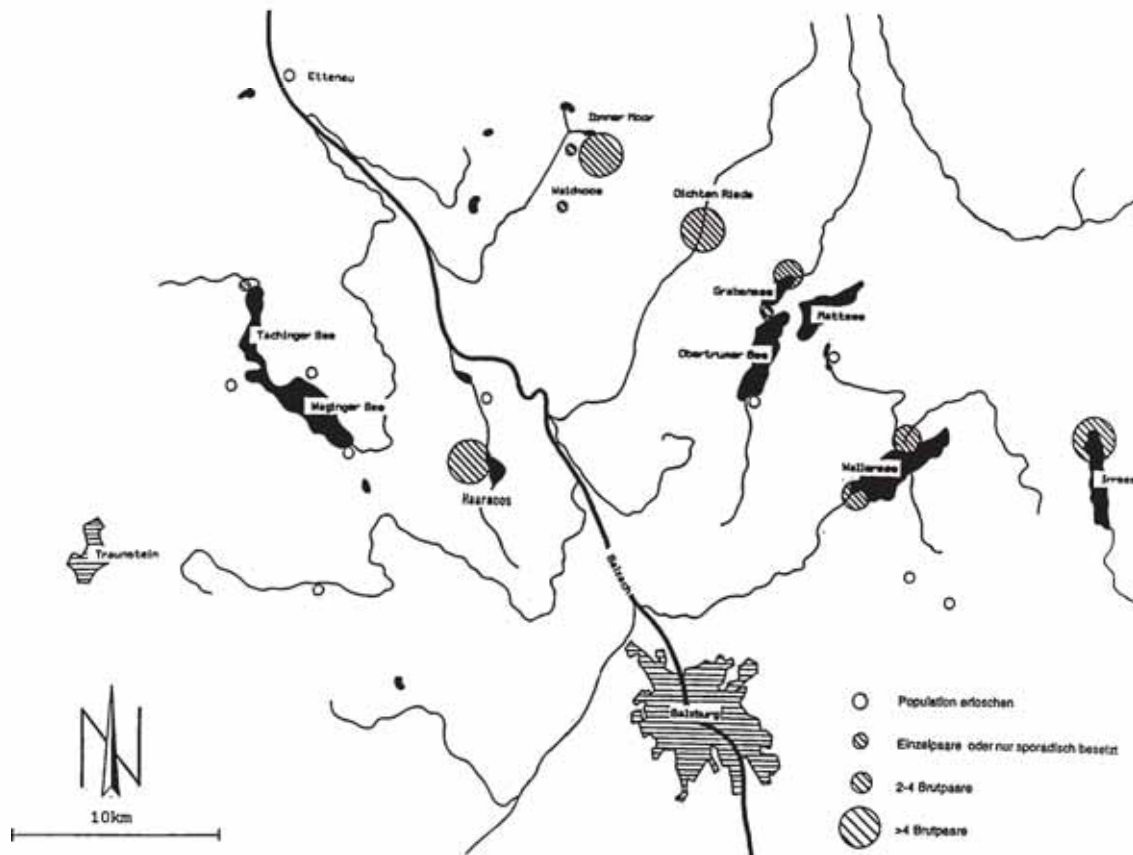 Ettenau
Ibmer Moor
Waidmoos
Oichten Riede
Grabensee
Mattsee
Tachinger See
Obertrumer See
Waginger See
Wallersee
Haarmoos
Irrsee
Traunstein
Salzach
Salzburg
Population erloschen
Einzelpaare oder nur sporadisch besetzt
2-4 Brutpaare
>4 Brutpaare
N
10km